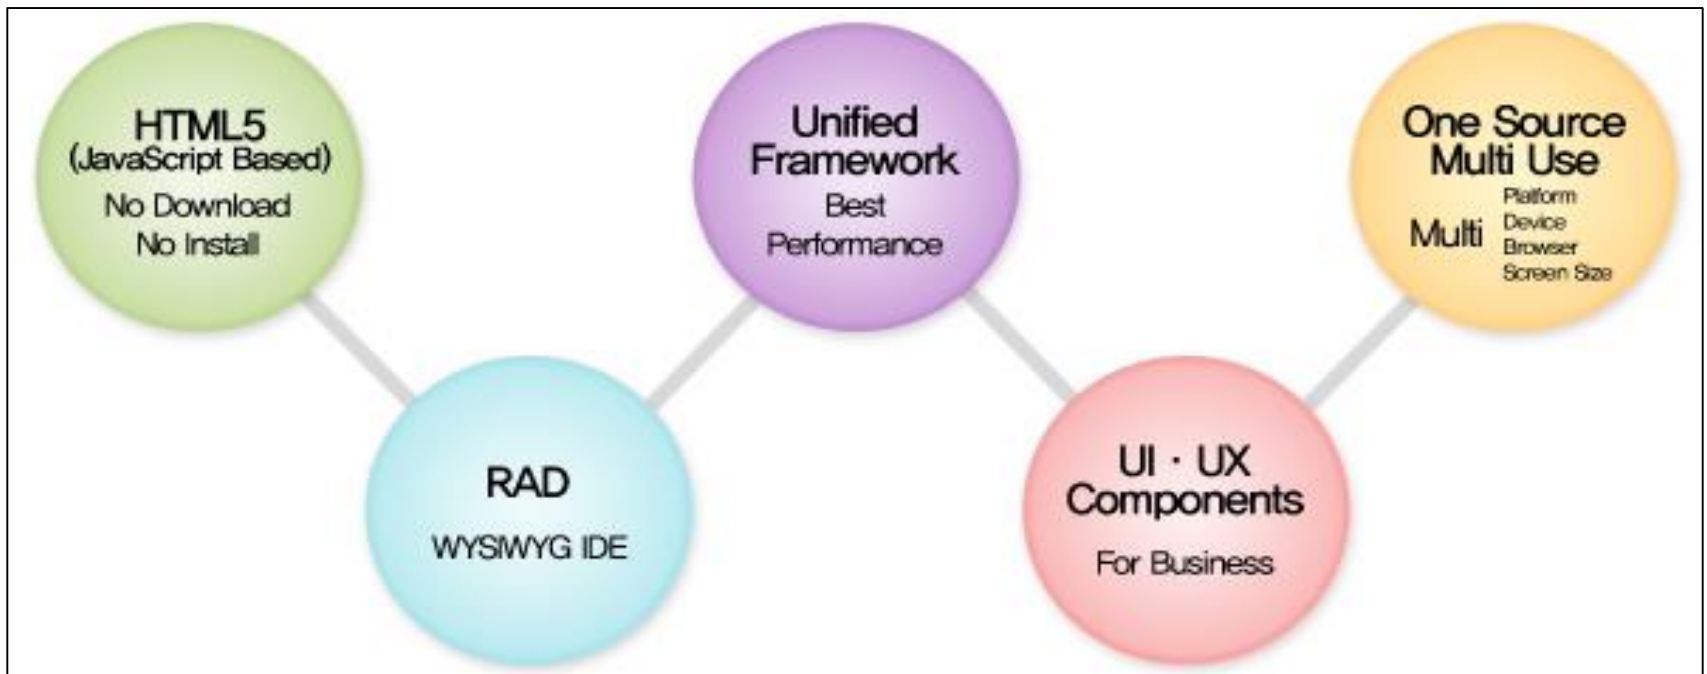 HTML5
(JavaScript Based)
No Download
No Install
RAD
WYSIWYG IDE
Unified
Framework
Best
Performance
UI · UX
Components
For Business
One Source
Multi Use
Multi
Platform
Device
Browser
Screen Size